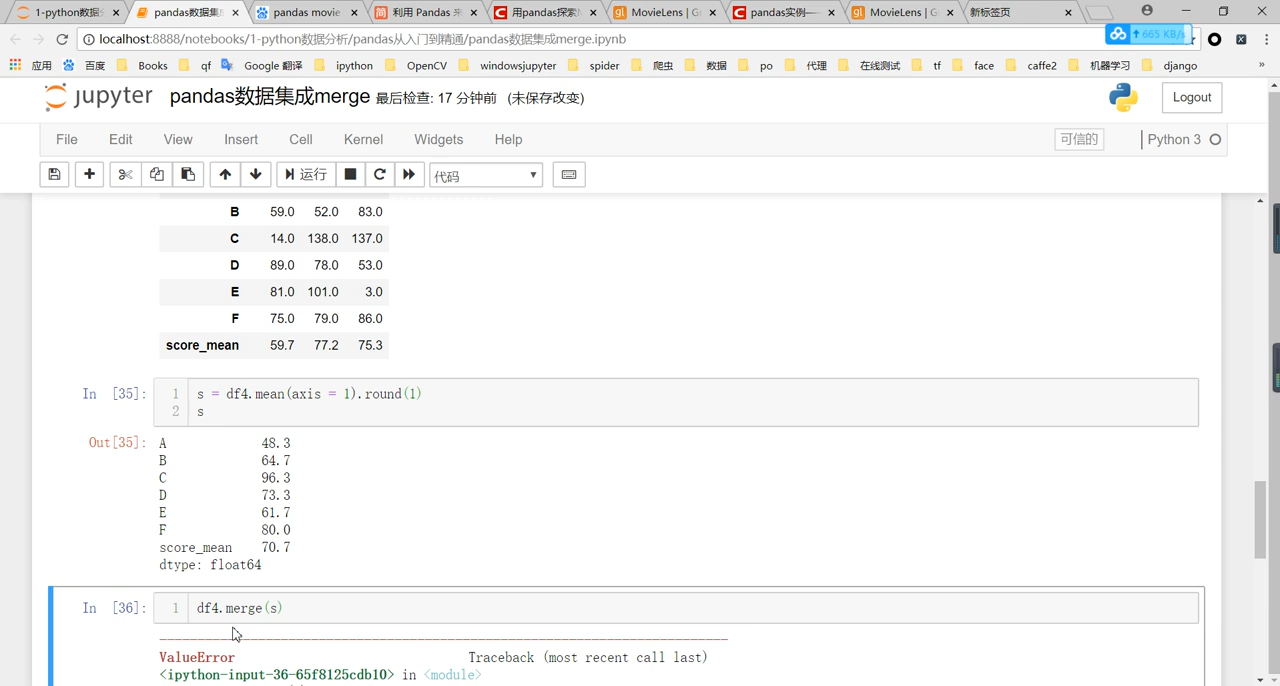 1-python数据
pandas数据集
pandas movie
利用 Pandas
用pandas探索
MovieLens | G
pandas实例—
MovieLens | G
新标签页
localhost:8888/notebooks/1-python数据分析/pandas从入门到精通/pandas数据集成merge.ipynb
665 KB/s
应用 百度 Books qf Google 翻译 ipython OpenCV windowsjupyter spider 爬虫 数据 po 代理 在线测试 tf face caffe2 机器学习 django »
jupyter pandas数据集成merge 最后检查: 17 分钟前 (未保存改变) Logout
File Edit View Insert Cell Kernel Widgets Help 可信的 Python 3
运行 代码
B 59.0 52.0 83.0
C 14.0 138.0 137.0
D 89.0 78.0 53.0
E 81.0 101.0 3.0
F 75.0 79.0 86.0
score_mean 59.7 77.2 75.3
In [35]: 1 s = df4.mean(axis = 1).round(1)
2 s
Out[35]: A 48.3
B 64.7
C 96.3
D 73.3
E 61.7
F 80.0
score_mean 70.7
dtype: float64
In [36]: 1 df4.merge(s)
ValueError Traceback (most recent call last)
<ipython-input-36-65f8125cdb10> in <module>